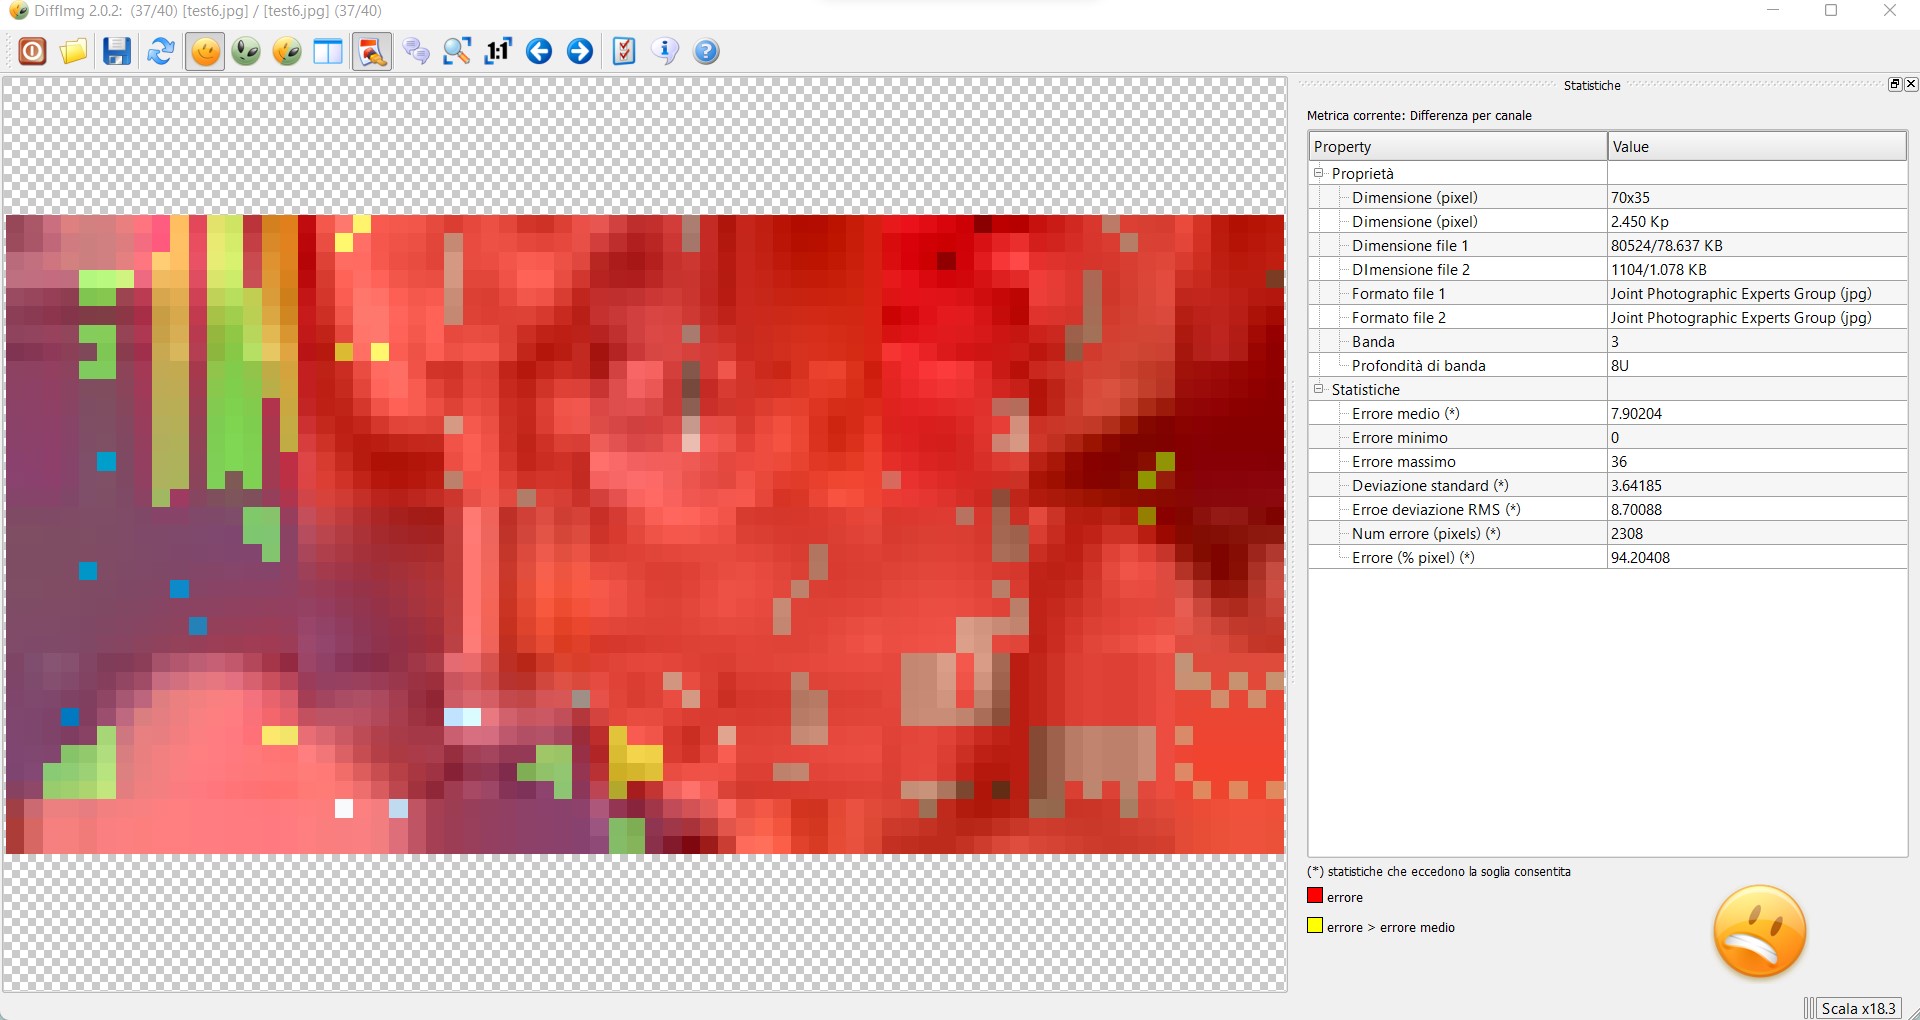 DiffImg 2.0.2:  (37/40) [test6.jpg] / [test6.jpg] (37/40)
1:1
Statistiche
Metrica corrente: Differenza per canale
Property Value
Proprietà
Dimensione (pixel) 70x35
Dimensione (pixel) 2.450 Kp
Dimensione file 1 80524/78.637 KB
DImensione file 2 1104/1.078 KB
Formato file 1 Joint Photographic Experts Group (jpg)
Formato file 2 Joint Photographic Experts Group (jpg)
Banda 3
Profondità di banda 8U
Statistiche
Errore medio (*) 7.90204
Errore minimo 0
Errore massimo 36
Deviazione standard (*) 3.64185
Erroe deviazione RMS (*) 8.70088
Num errore (pixels) (*) 2308
Errore (% pixel) (*) 94.20408
(*) statistiche che eccedono la soglia consentita
errore
errore > errore medio
Scala x18.3